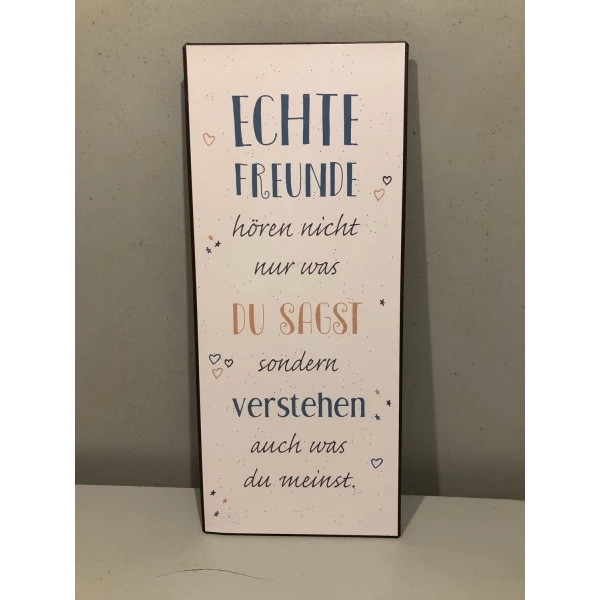 ECHTE
FREUNDE
hören nicht
nur was
DU SAGST
sondern
verstehen
auch was
du meinst.